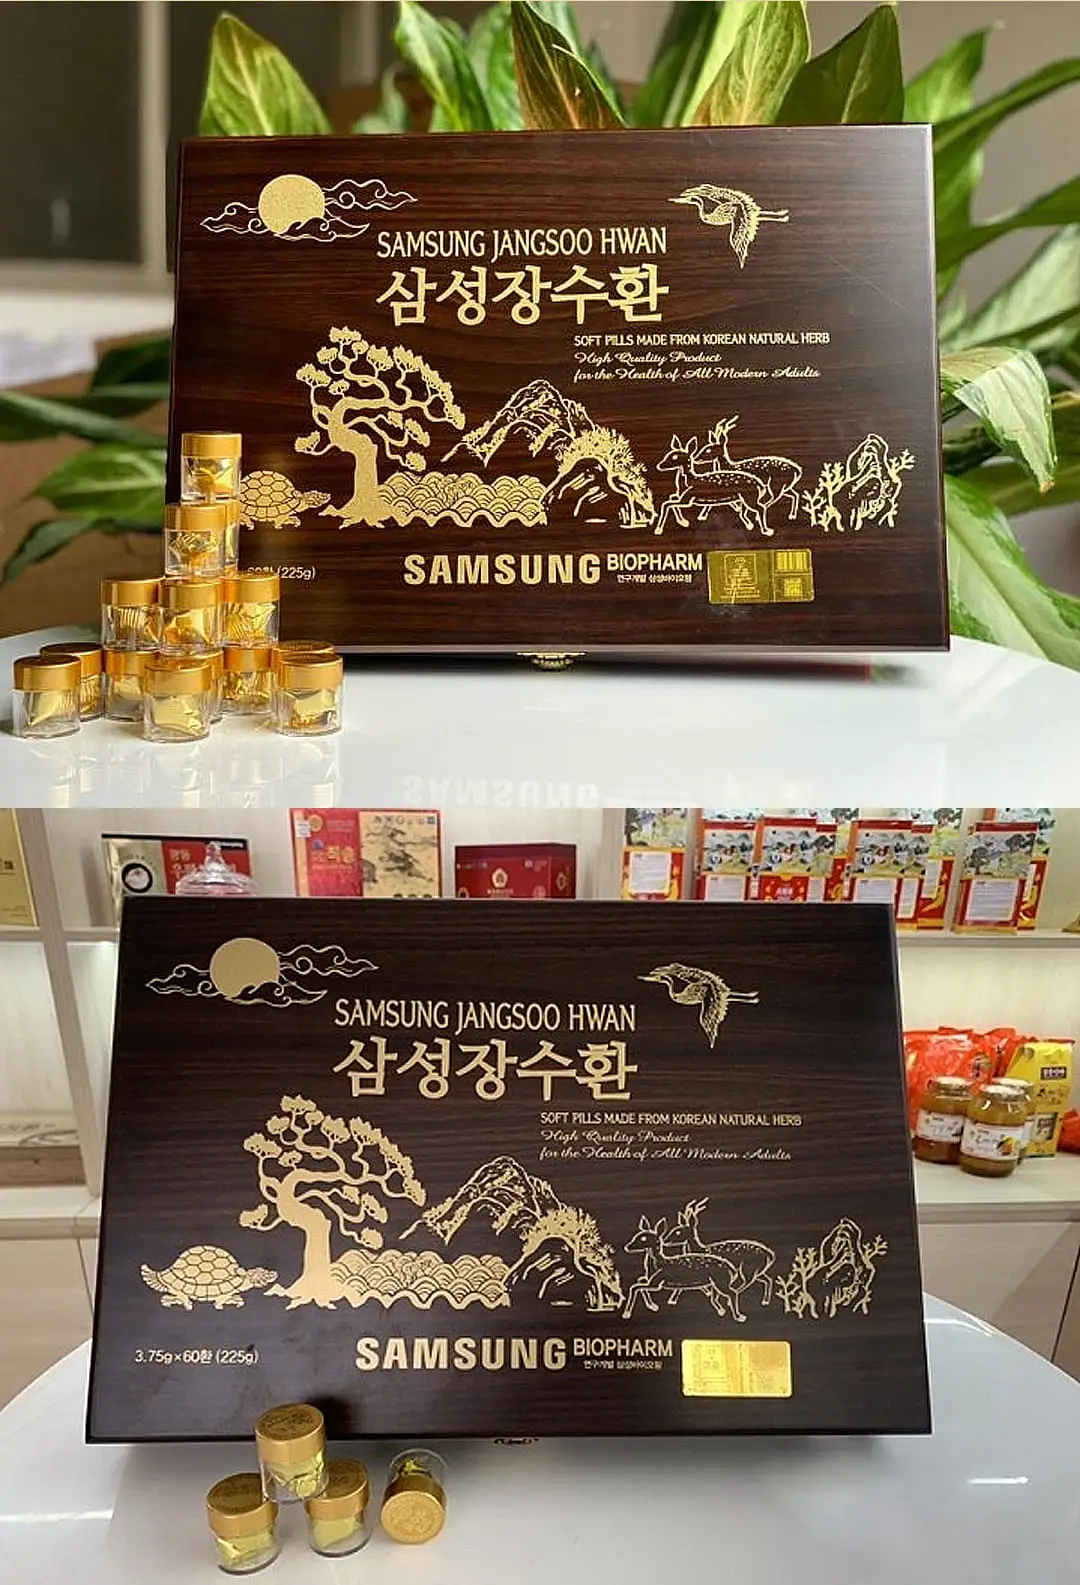 SAMSUNG JANGSOO HWAN
삼성장수환
SOFT PILLS MADE FROM KOREAN NATURAL HERB
High Quality Product
for the Health of All Modern Adults
60환 (225g)
SAMSUNG BIOPHARM
연구개발 삼성바이오팜
SAMSUNG
SAMSUNG JANGSOO HWAN
삼성장수환
SOFT PILLS MADE FROM KOREAN NATURAL HERB
High Quality Product
for the Health of All Modern Adults
3.75g×60환 (225g)
SAMSUNG BIOPHARM
연구개발 삼성바이오팜